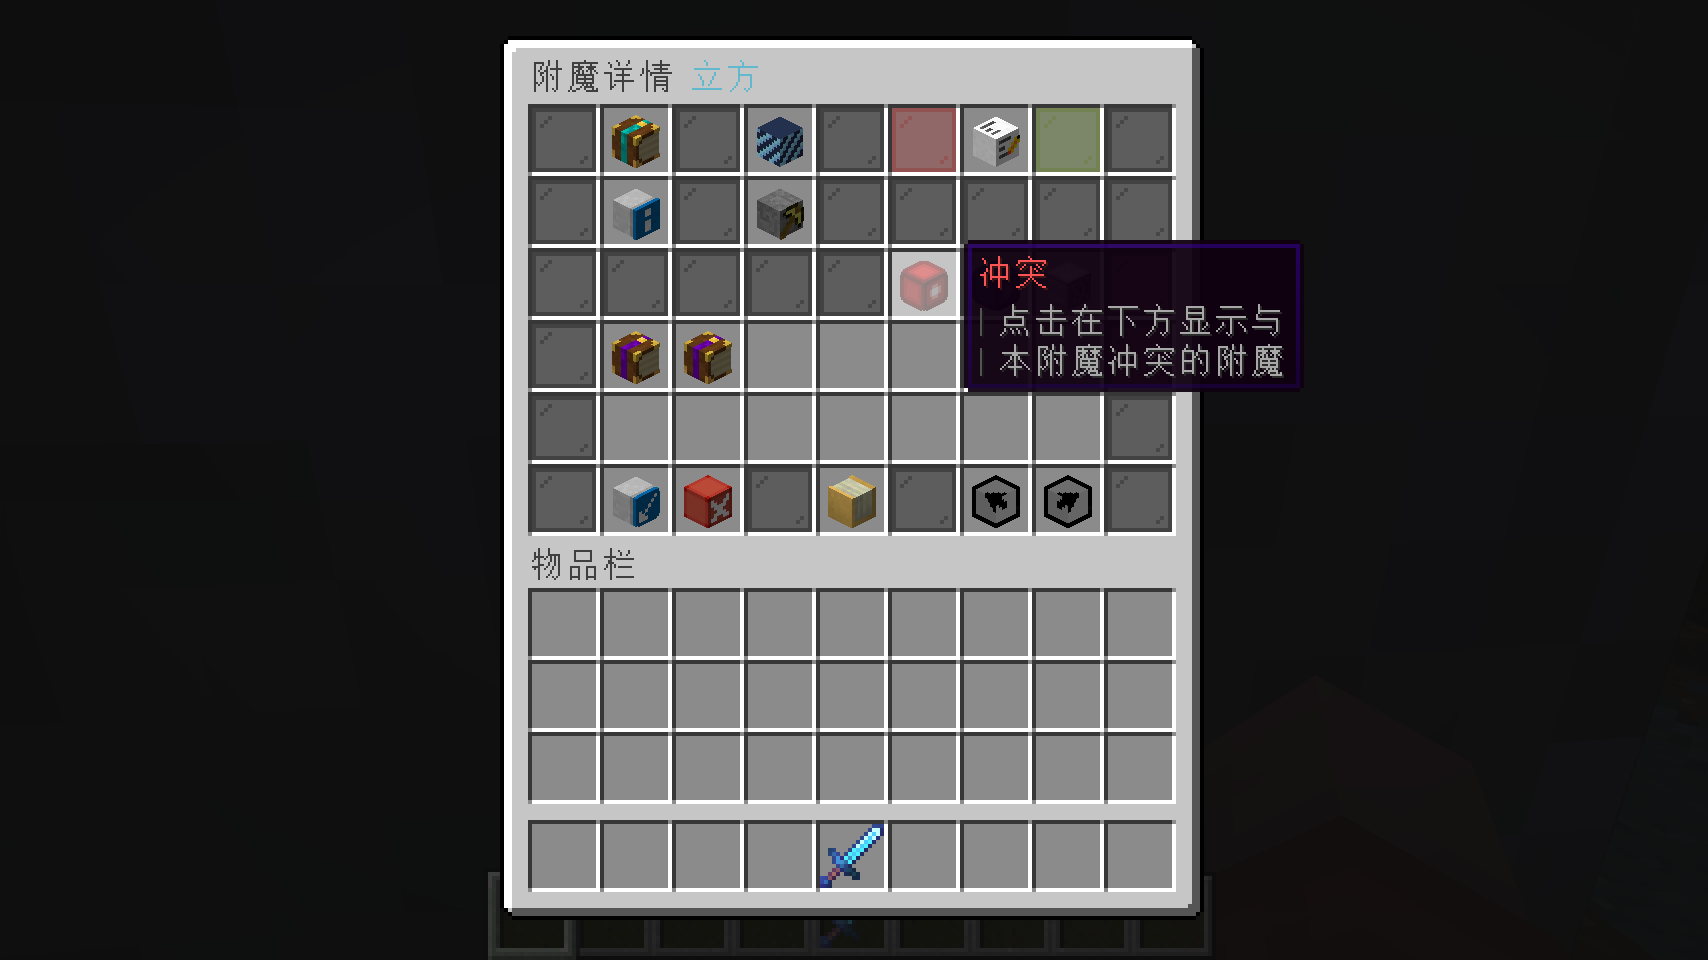 附魔详情 立方
冲突
| 点击在下方显示与
| 本附魔冲突的附魔
物品栏